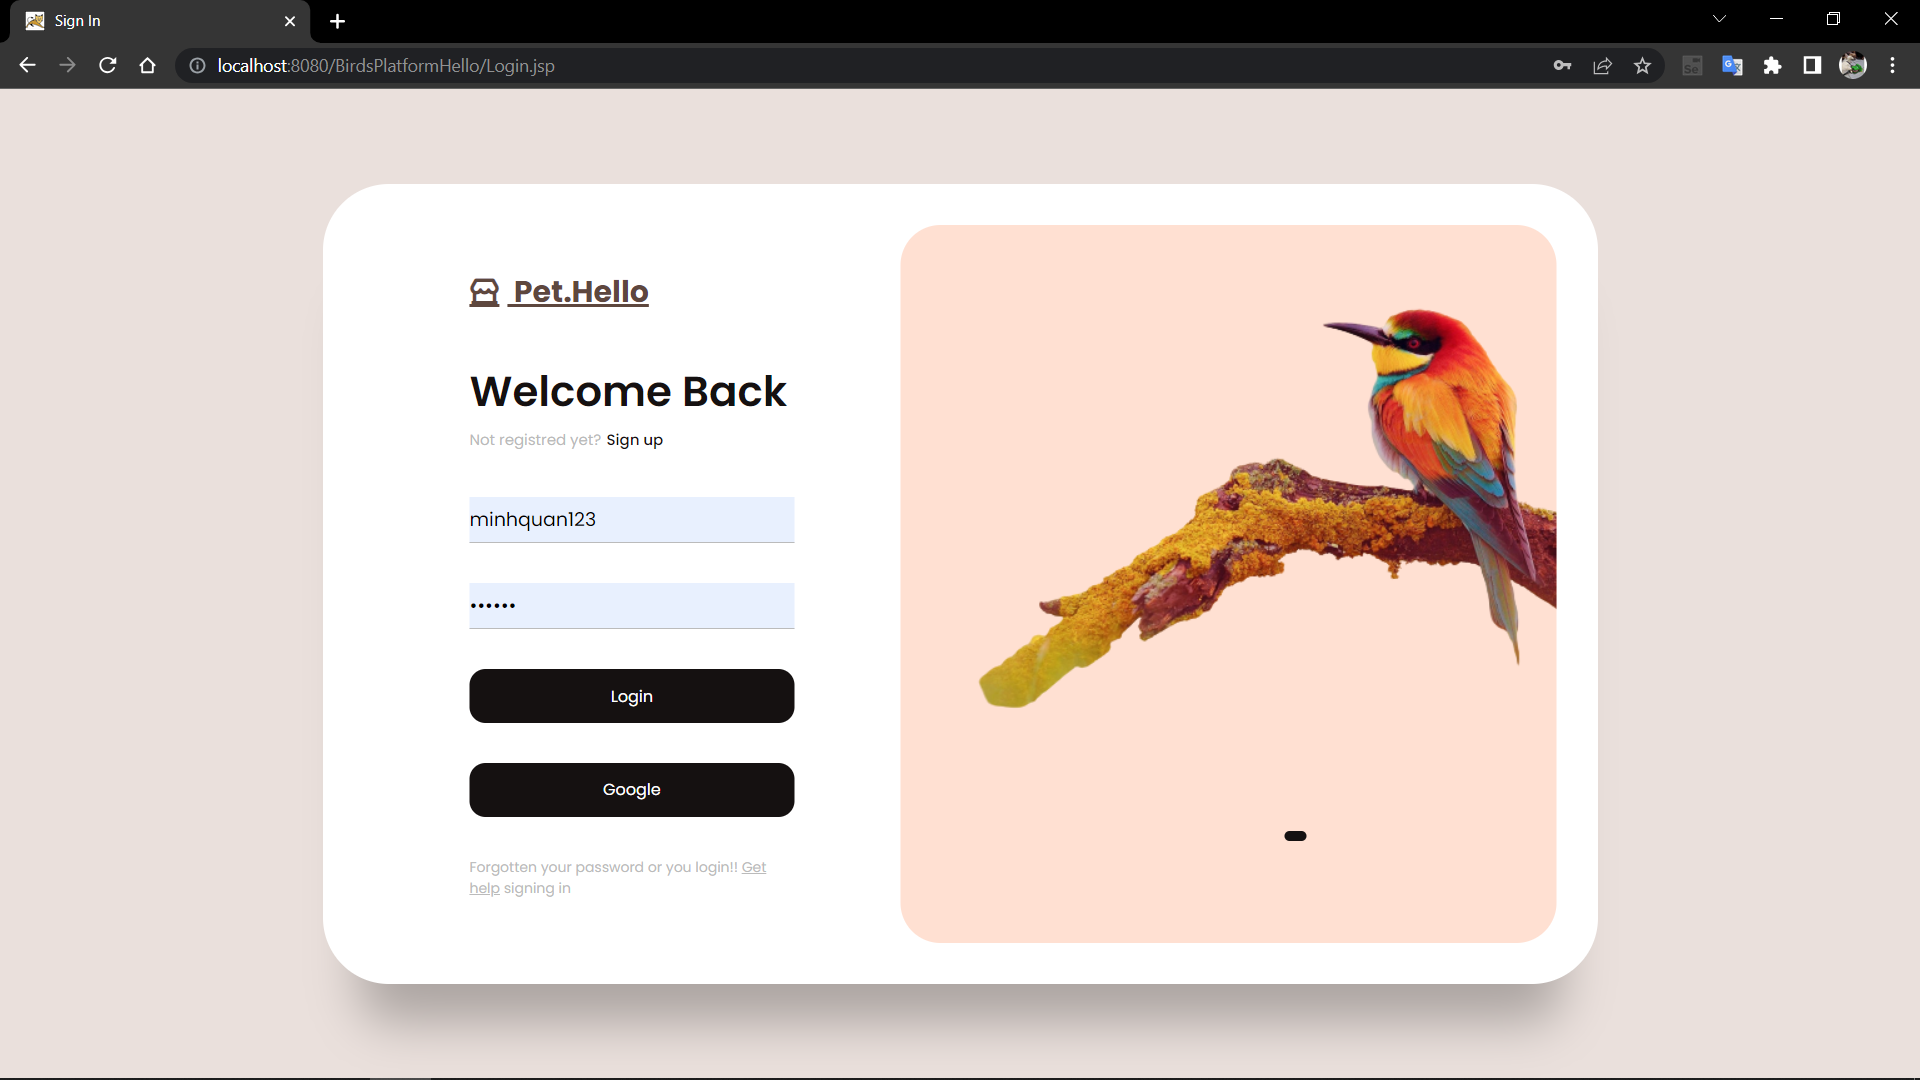 Sign In
localhost:8080/BirdsPlatformHello/Login.jsp
Se
G
Pet.Hello
Welcome Back
Not registred yet? Sign up
minhquan123
••••••
Login
Google
Forgotten your password or you login!! Get
help signing in